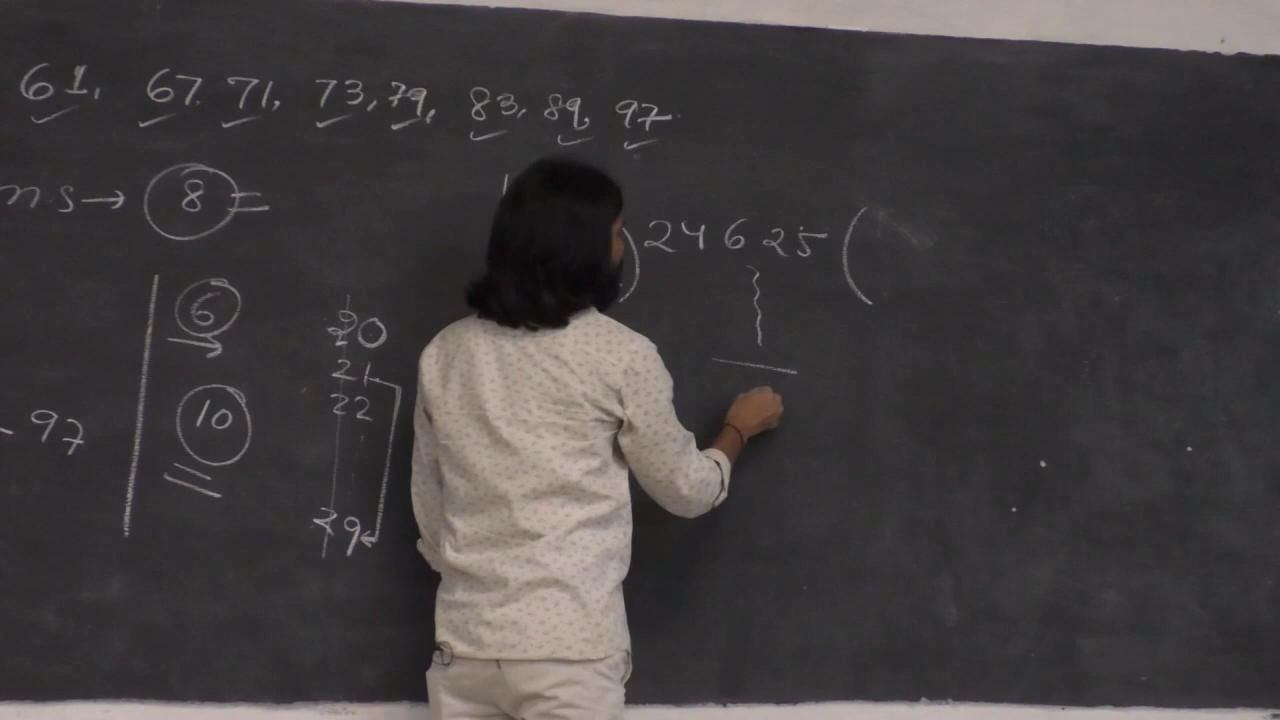 61, 67, 71, 73, 79, 83, 89, 97
ns → 8 =
) 24625 (
6
20
21
22
10
- 97
29